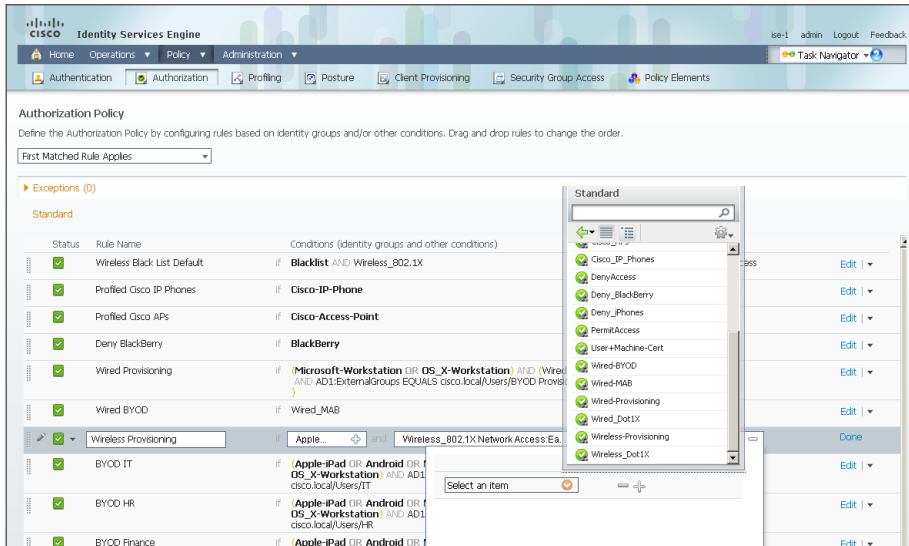 CISCO Identity Services Engine
ise-1 admin Logout Feedback
Home Operations Policy Administration
Task Navigator
Authentication Authorization Profiling Posture Client Provisioning Security Group Access Policy Elements
Authorization Policy
Define the Authorization Policy by configuring rules based on identity groups and/or other conditions. Drag and drop rules to change the order.
First Matched Rule Applies
Exceptions (0)
Standard
Status Rule Name Conditions (identity groups and other conditions)
Wireless Black List Default if Blacklist AND Wireless_802.1X Edit
Profiled Cisco IP Phones if Cisco-IP-Phone Edit
Profiled Cisco APs if Cisco-Access-Point Edit
Deny BlackBerry if BlackBerry Edit
Wired Provisioning if (Microsoft-Workstation OR OS_X-Workstation) AND (Wired Edit
AND AD1:ExternalGroups EQUALS cisco.local/Users/BYOD Provisi
)
Wired BYOD if Wired_MAB Edit
Wireless Provisioning if Apple... and Wireless_802.1X Network Access:Ea.. Done
BYOD IT if (Apple-iPad OR Android OR Edit
OS_X-Workstation) AND AD1
cisco.local/Users/IT
BYOD HR if (Apple-iPad OR Android OR Edit
OS_X-Workstation) AND AD1
cisco.local/Users/HR
BYOD Finance if (Apple-iPad OR Android OR Edit
Standard
Cisco_IP_Phones
DenyAccess
Deny_BlackBerry
Deny_iPhones
PermitAccess
User+Machine-Cert
Wired-BYOD
Wired-MAB
Wired-Provisioning
Wired_Dot1X
Wireless-Provisioning
Wireless_Dot1X
Select an item